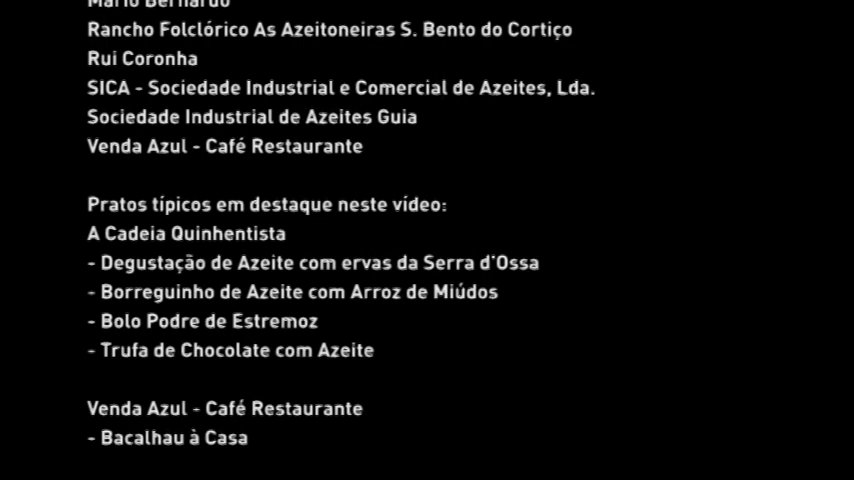 Mário Bernardo
Rancho Folclórico As Azeitoneiras S. Bento do Cortiço
Rui Coronha
SICA - Sociedade Industrial e Comercial de Azeites, Lda.
Sociedade Industrial de Azeites Guia
Venda Azul - Café Restaurante
Pratos típicos em destaque neste vídeo:
A Cadeia Quinhentista
- Degustação de Azeite com ervas da Serra d'Ossa
- Borreguinho de Azeite com Arroz de Miúdos
- Bolo Podre de Estremoz
- Trufa de Chocolate com Azeite
Venda Azul - Café Restaurante
- Bacalhau à Casa